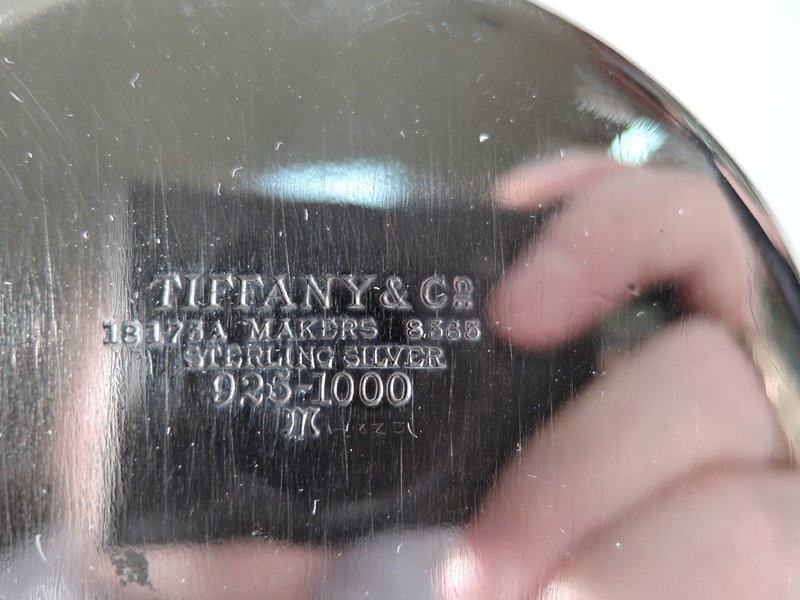 TIFFANY & Co
18173A MAKERS 8365
STERLING SILVER
925-1000
M